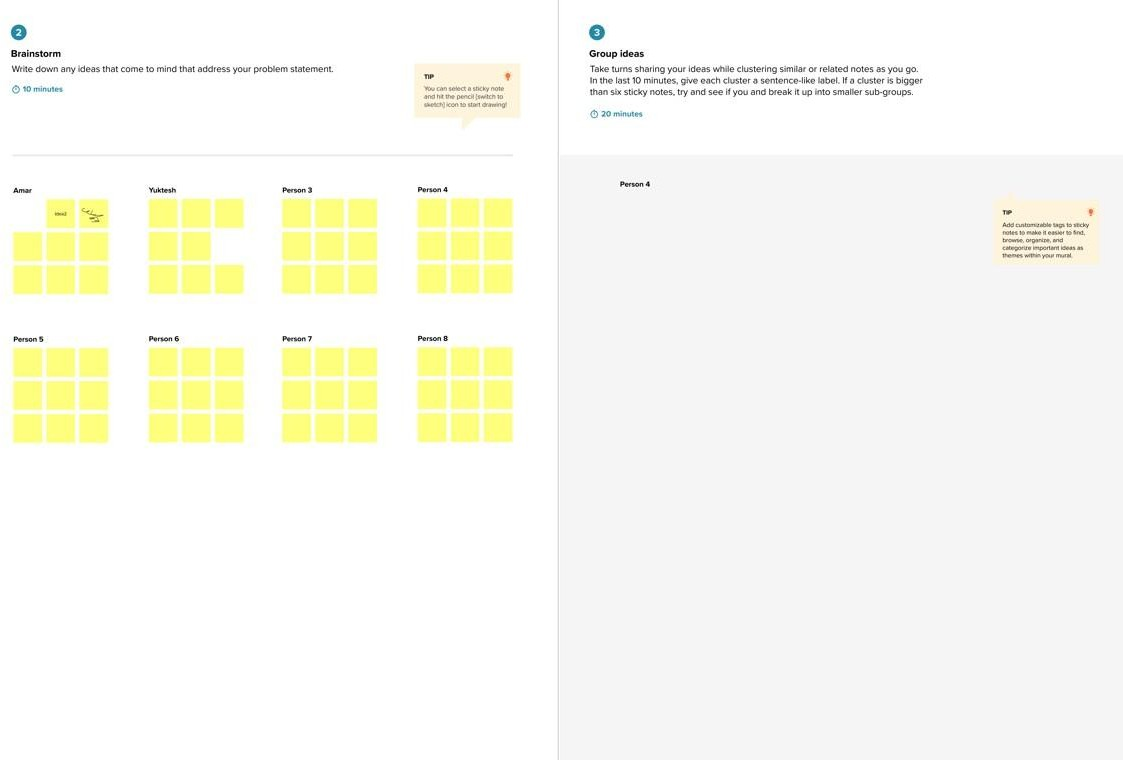 2
Brainstorm
Write down any ideas that come to mind that address your problem statement.
10 minutes
TIP
You can select a sticky note
and hit the pencil [switch to
sketch] icon to start drawing!
Amar
Yuktesh
Person 3
Person 4
Idea2
Person 5
Person 6
Person 7
Person 8
3
Group ideas
Take turns sharing your ideas while clustering similar or related notes as you go.
In the last 10 minutes, give each cluster a sentence-like label. If a cluster is bigger
than six sticky notes, try and see if you and break it up into smaller sub-groups.
20 minutes
Person 4
TIP
Add customizable tags to sticky
notes to make it easier to find,
browse, organize, and
categorize important ideas as
themes within your mural.